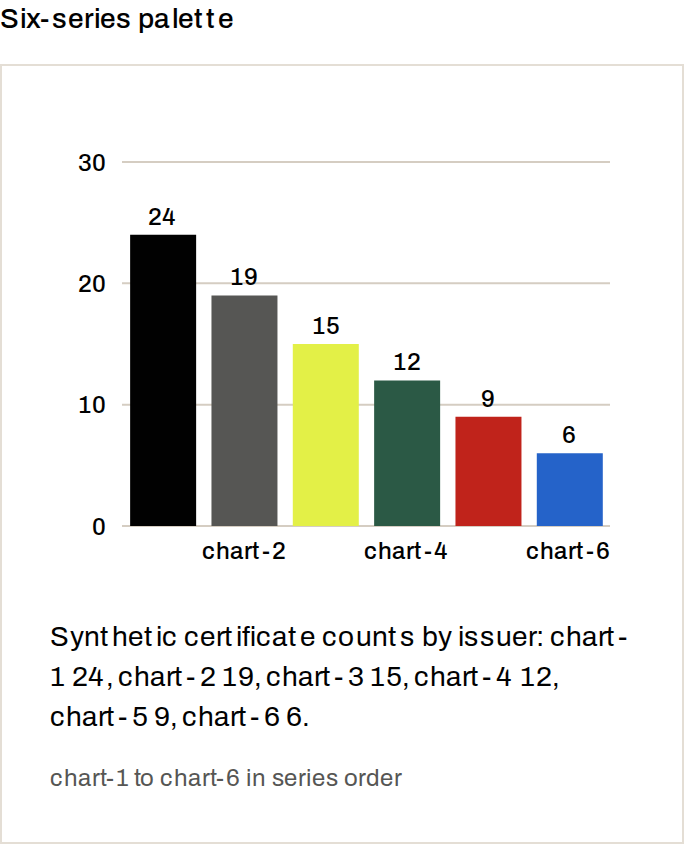 Six-series palette
30
24
20
19
15
12
10
9
6
0
chart-2 chart-4 chart-6
Synthetic certificate counts by issuer: chart-
1 24, chart-2 19, chart-3 15, chart-4 12,
chart-5 9, chart-6 6.
chart-1 to chart-6 in series order